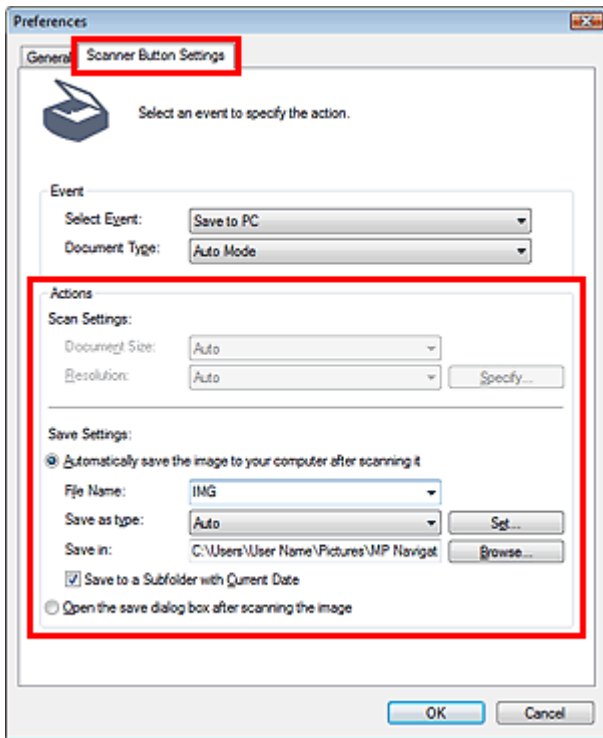 Preferences
General Scanner Button Settings
Select an event to specify the action.
Event
Select Event: Save to PC
Document Type: Auto Mode
Actions
Scan Settings:
Document Size: Auto
Resolution: Auto Specify...
Save Settings:
Automatically save the image to your computer after scanning it
File Name: IMG
Save as type: Auto Set...
Save in: C:\Users\User Name\Pictures\MP Navigat Browse...
Save to a Subfolder with Current Date
Open the save dialog box after scanning the image
OK Cancel